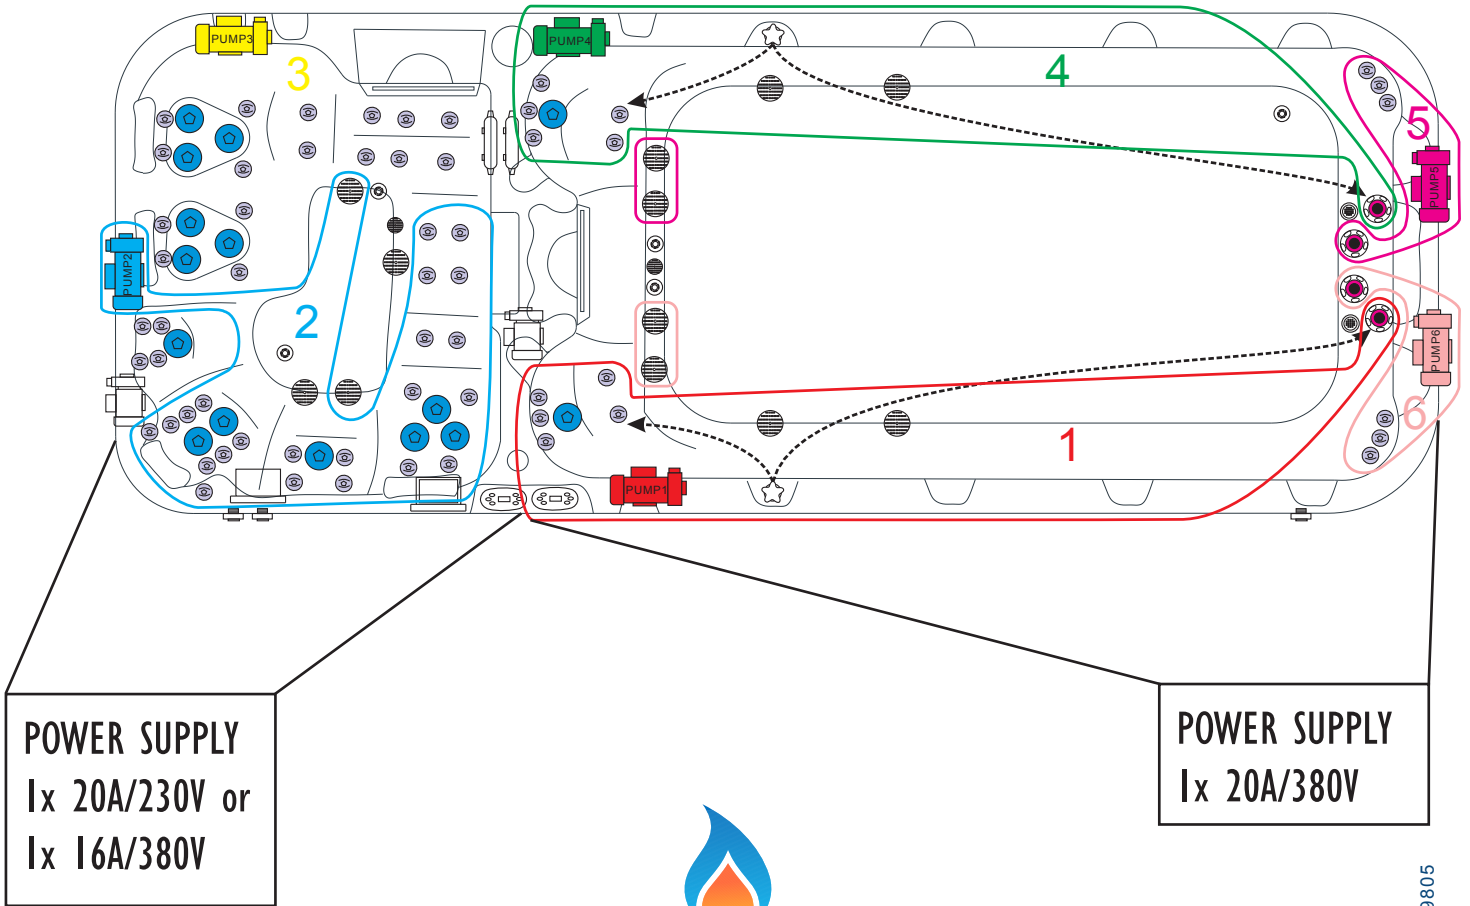 PUMP3
PUMP4
3
4
5
PUMP5
PUMP2
2
PUMP6
6
1
PUMP1
POWER SUPPLY
1x 20A/230V or
1x 16A/380V
POWER SUPPLY
1x 20A/380V
9805